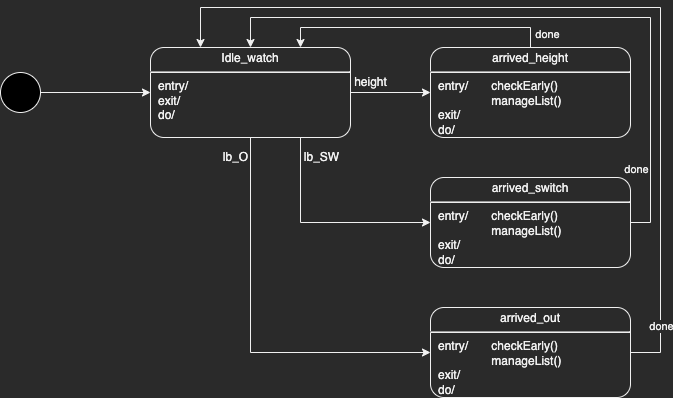 done
Idle_watch
entry/
exit/
do/
height
arrived_height
entry/ checkEarly()
manageList()
exit/
do/
lb_O
lb_SW
done
arrived_switch
entry/ checkEarly()
manageList()
exit/
do/
arrived_out
done
entry/ checkEarly()
manageList()
exit/
do/